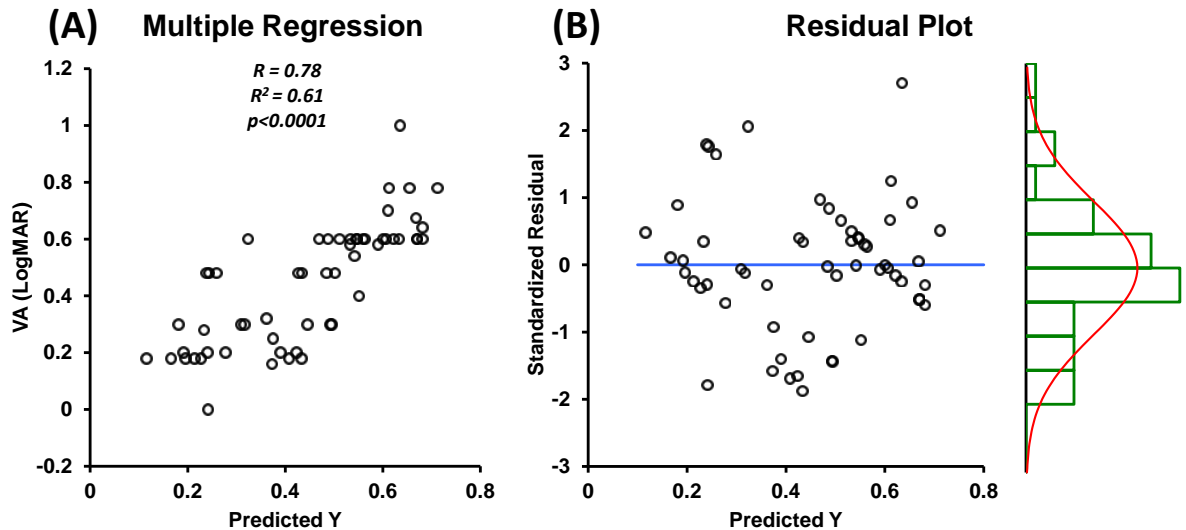 (A) Multiple Regression
R = 0.78
R² = 0.61
p<0.0001
VA (LogMAR)
1.2
1
0.8
0.6
0.4
0.2
0
-0.2
0
0.2
0.4
0.6
0.8
Predicted Y
(B) Residual Plot
Standardized Residual
3
2
1
0
-1
-2
-3
0
0.2
0.4
0.6
0.8
Predicted Y